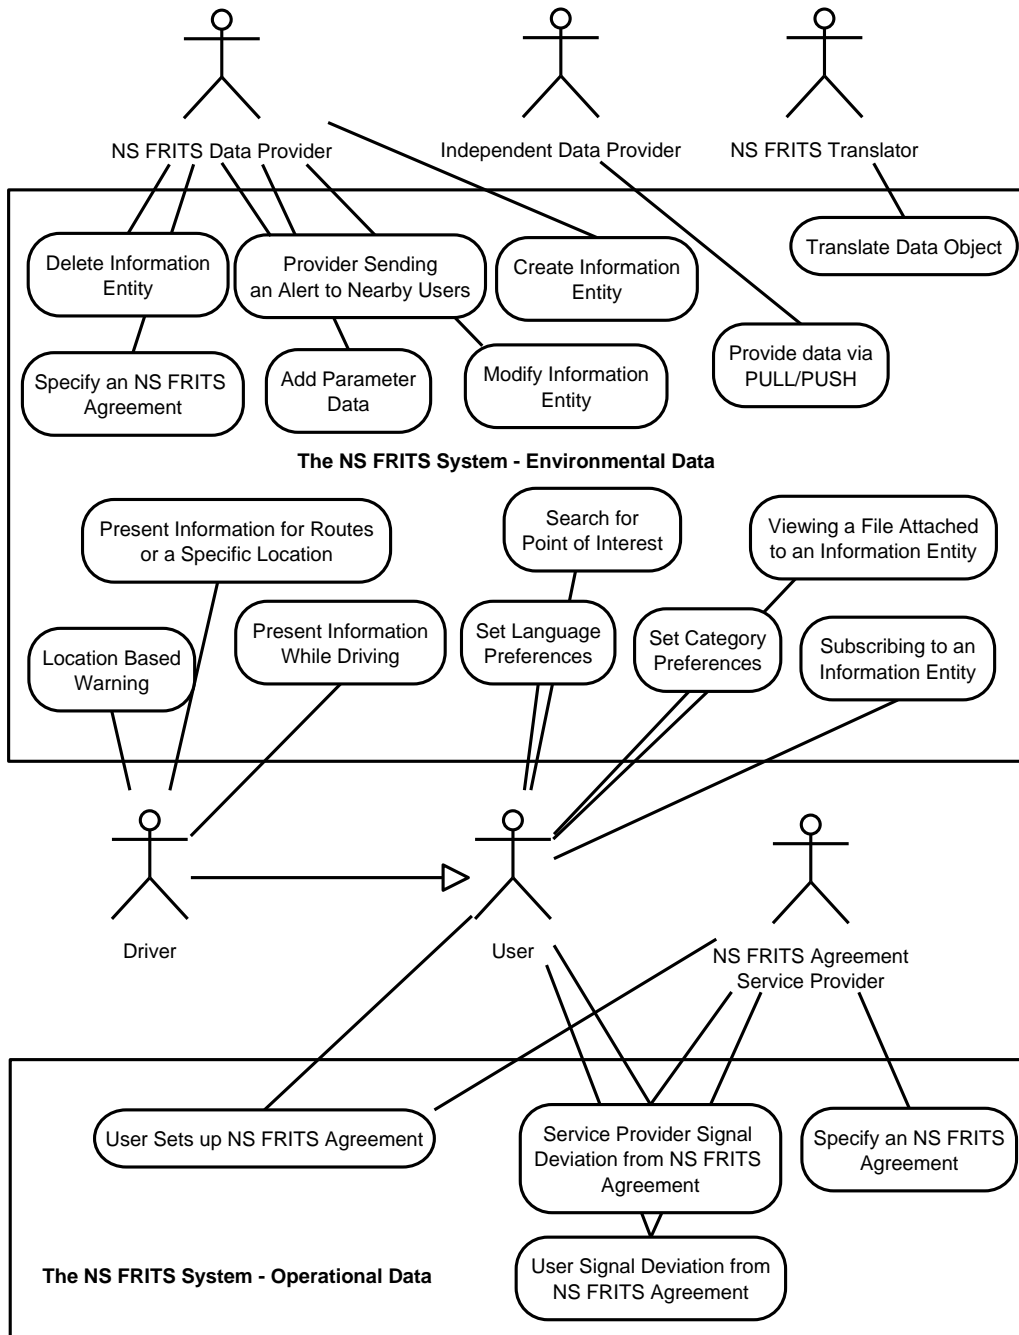 NS FRITS Data Provider
Independent Data Provider
NS FRITS Translator
Delete Information
Entity
Provider Sending
an Alert to Nearby Users
Create Information
Entity
Translate Data Object
Specify an NS FRITS
Agreement
Add Parameter
Data
Modify Information
Entity
Provide data via
PULL/PUSH
The NS FRITS System - Environmental Data
Present Information for Routes
or a Specific Location
Search for
Point of Interest
Viewing a File Attached
to an Information Entity
Location Based
Warning
Present Information
While Driving
Set Language
Preferences
Set Category
Preferences
Subscribing to an
Information Entity
Driver
User
NS FRITS Agreement
Service Provider
User Sets up NS FRITS Agreement
Service Provider Signal
Deviation from NS FRITS
Agreement
Specify an NS FRITS
Agreement
The NS FRITS System - Operational Data
User Signal Deviation from
NS FRITS Agreement